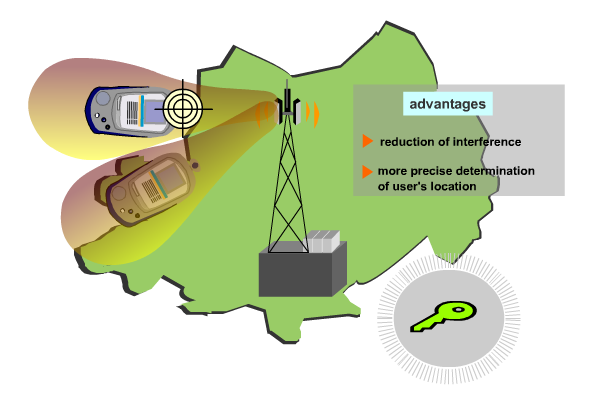 advantages
reduction of interference
more precise determination
of user's location